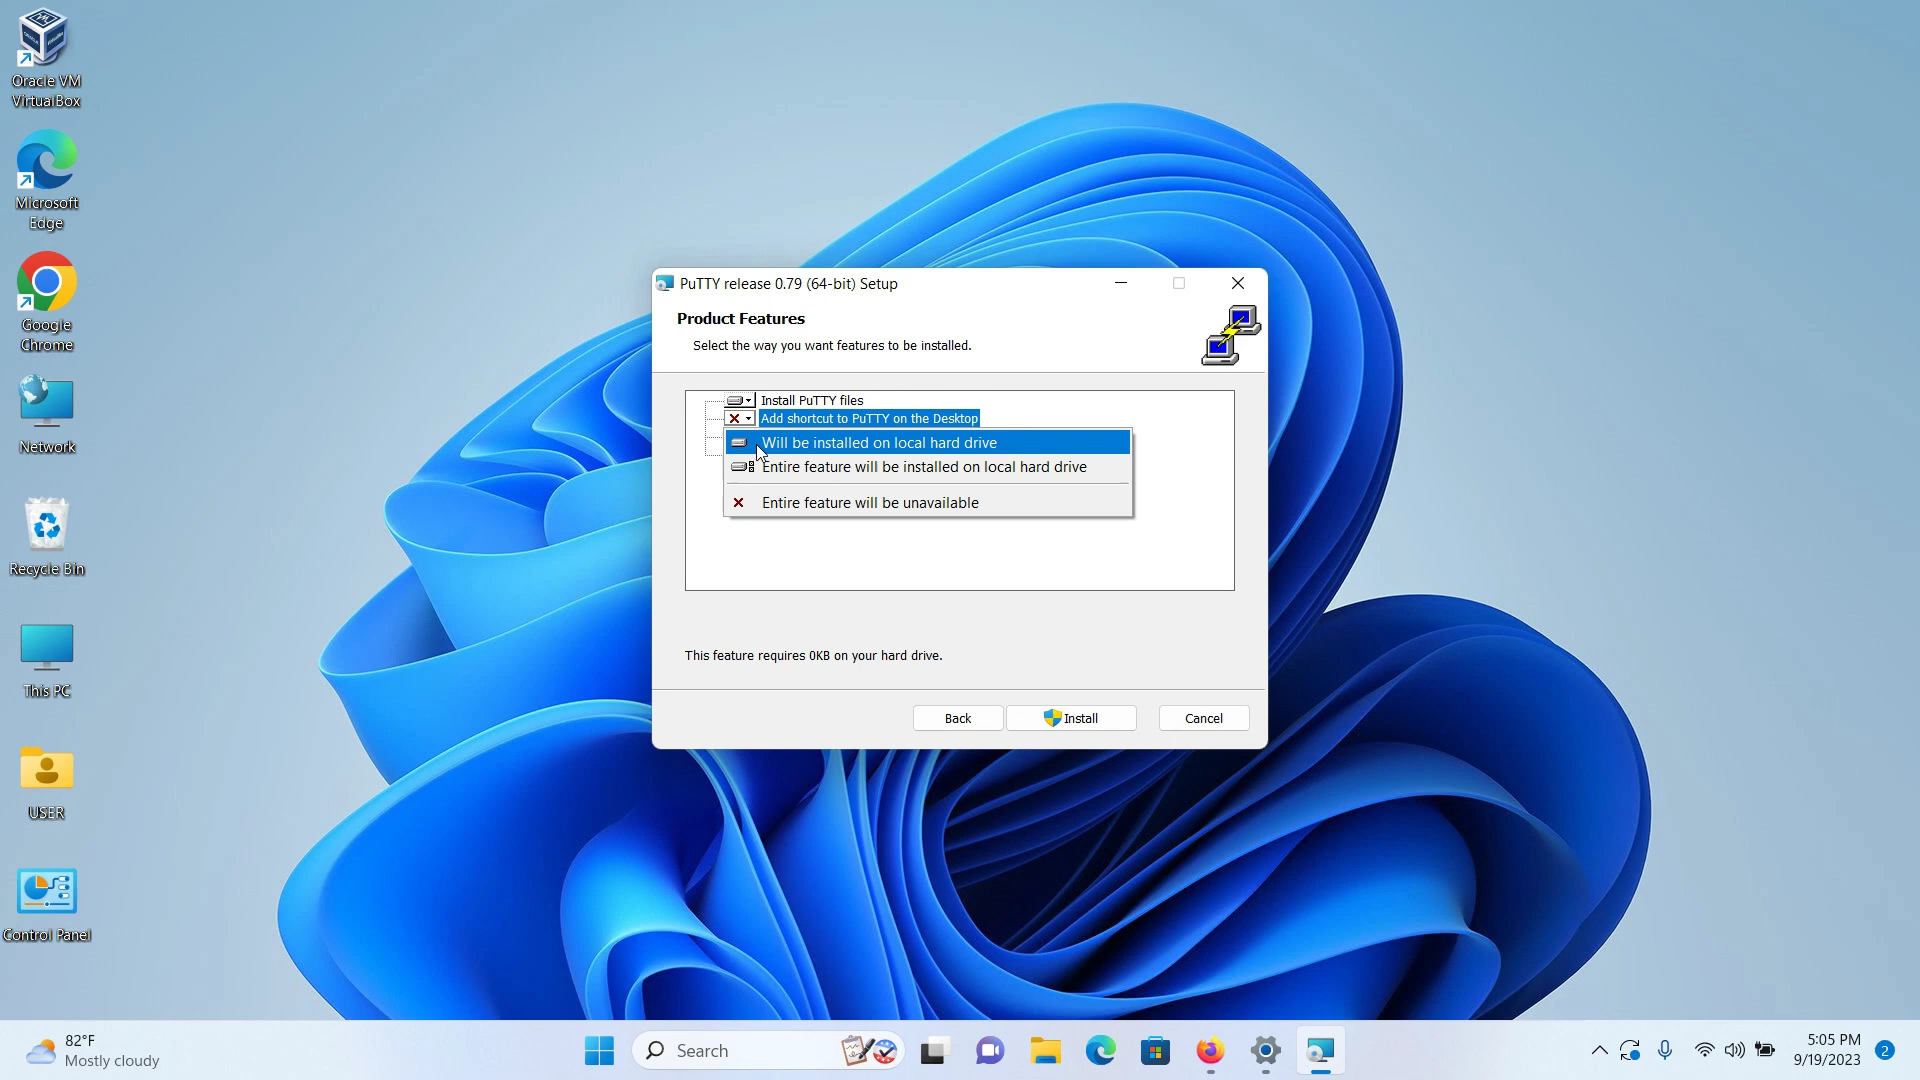 Oracle VM
VirtualBox
Microsoft
Edge
Google
Chrome
Network
Recycle Bin
This PC
USER
Control Panel
PuTTY release 0.79 (64-bit) Setup
Product Features
Select the way you want features to be installed.
Install PuTTY files
Add shortcut to PuTTY on the Desktop
Will be installed on local hard drive
Entire feature will be installed on local hard drive
Entire feature will be unavailable
This feature requires 0KB on your hard drive.
Back
Install
Cancel
82°F
Mostly cloudy
Search
5:05 PM
9/19/2023
2